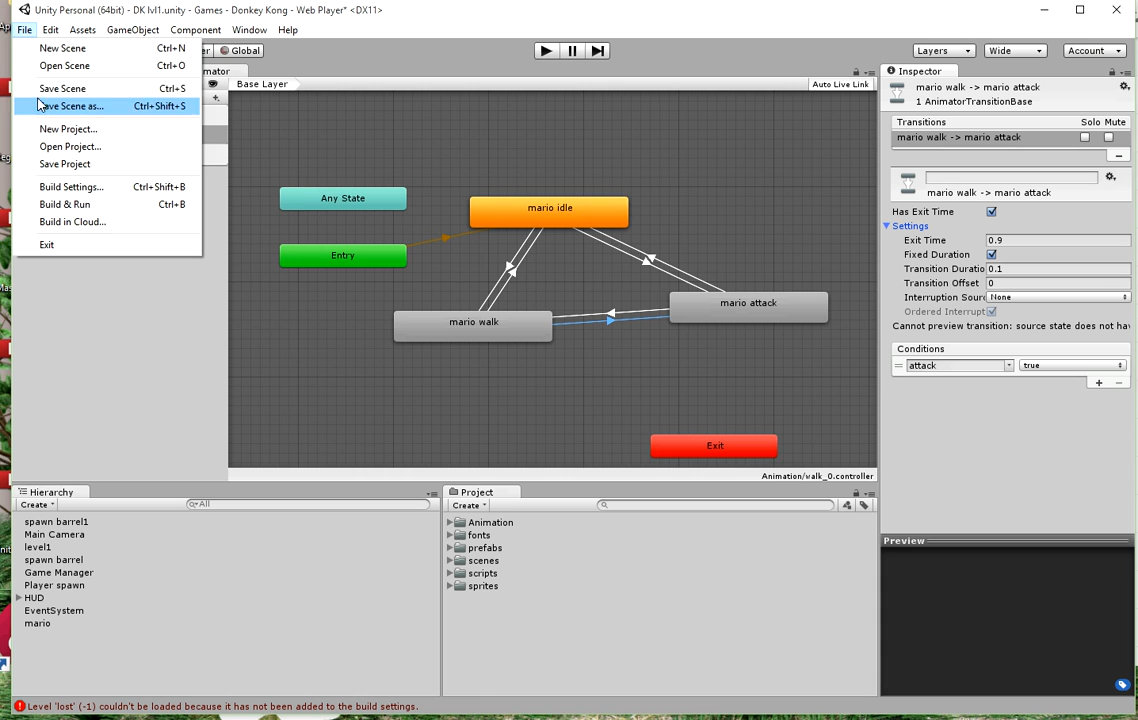 Unity Personal (64bit) - DK lvl1.unity - Games - Donkey Kong - Web Player* <DX11>
File Edit Assets GameObject Component Window Help
Global
Layers Wide Account
New Scene Ctrl+N
Open Scene Ctrl+O
Save Scene Ctrl+S
Save Scene as... Ctrl+Shift+S
New Project...
Open Project...
Save Project
Build Settings... Ctrl+Shift+B
Build & Run Ctrl+B
Build in Cloud...
Exit
Base Layer Auto Live Link
Any State
mario idle
Entry
mario walk
mario attack
Exit
Animation/walk_0.controller
Inspector
mario walk -> mario attack
1 AnimatorTransitionBase
Transitions Solo Mute
mario walk -> mario attack
mario walk -> mario attack
Has Exit Time
Settings
Exit Time 0.9
Fixed Duration
Transition Duratio 0.1
Transition Offset 0
Interruption Sour None
Ordered Interrupt
Cannot preview transition: source state does not hav
Conditions
attack true
Preview
Hierarchy
Create All
spawn barrel1
Main Camera
level1
spawn barrel
Game Manager
Player spawn
HUD
EventSystem
mario
Project
Create
Animation
fonts
prefabs
scenes
scripts
sprites
Level 'lost' (-1) couldn't be loaded because it has not been added to the build settings.